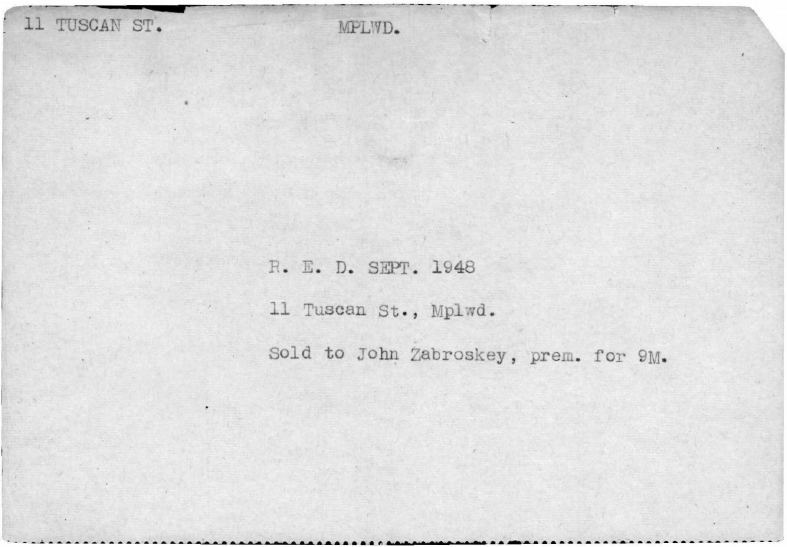 11 TUSCAN ST. MPLWD.
R. E. D. SEPT. 1948
11 Tuscan St., Mplwd.
Sold to John Zabroskey, prem. for 9M.